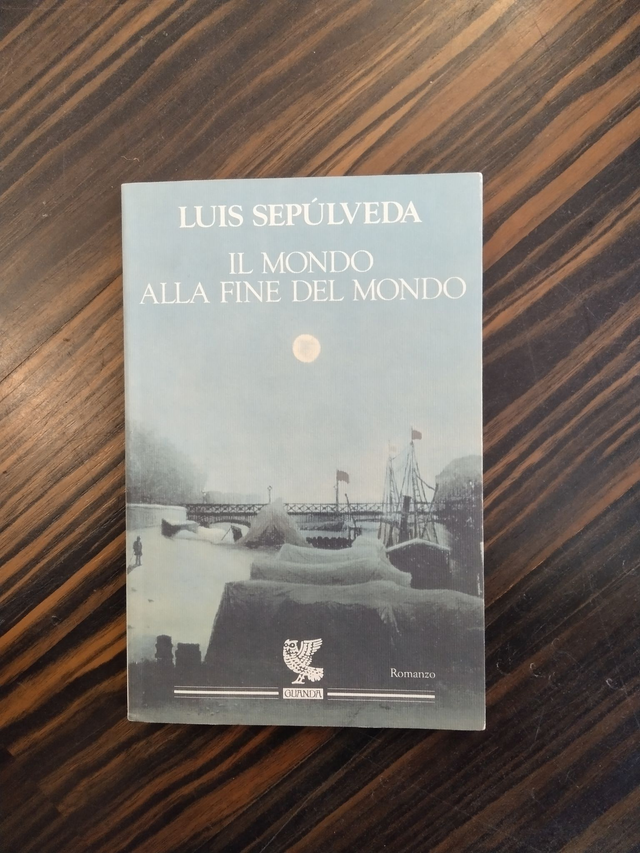 LUIS SEPÚLVEDA
IL MONDO
ALLA FINE DEL MONDO
Romanzo
GUANDA